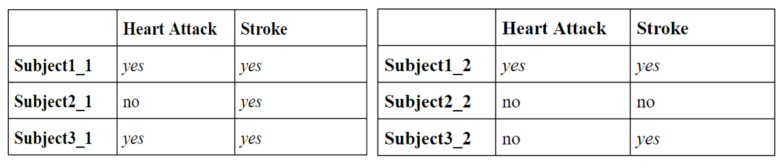 Heart Attack Stroke
Subject1_1 yes yes
Subject2_1 no yes
Subject3_1 yes yes
Heart Attack Stroke
Subject1_2 yes yes
Subject2_2 no no
Subject3_2 no yes